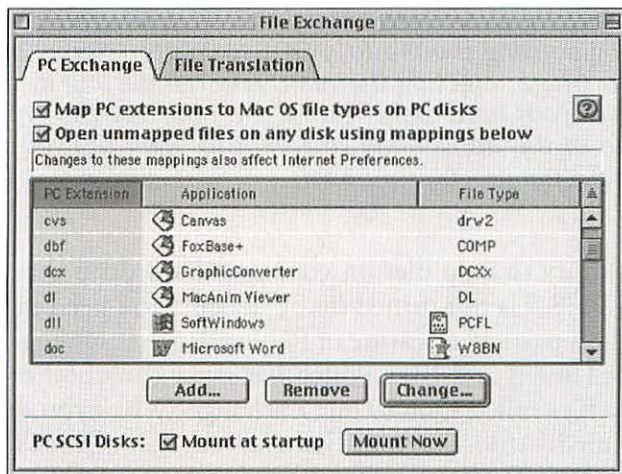 File Exchange
PC Exchange File Translation
Map PC extensions to Mac OS file types on PC disks ?
Open unmapped files on any disk using mappings below
Changes to these mappings also affect Internet Preferences.
PC Extension Application File Type
cvs Canvas drw2
dbf FoxBase+ COMP
dcx GraphicConverter DCXx
dl MacAnim Viewer DL
dll SoftWindows PCFL
doc Microsoft Word W8BN
Add... Remove Change...
PC SCSI Disks: Mount at startup Mount Now